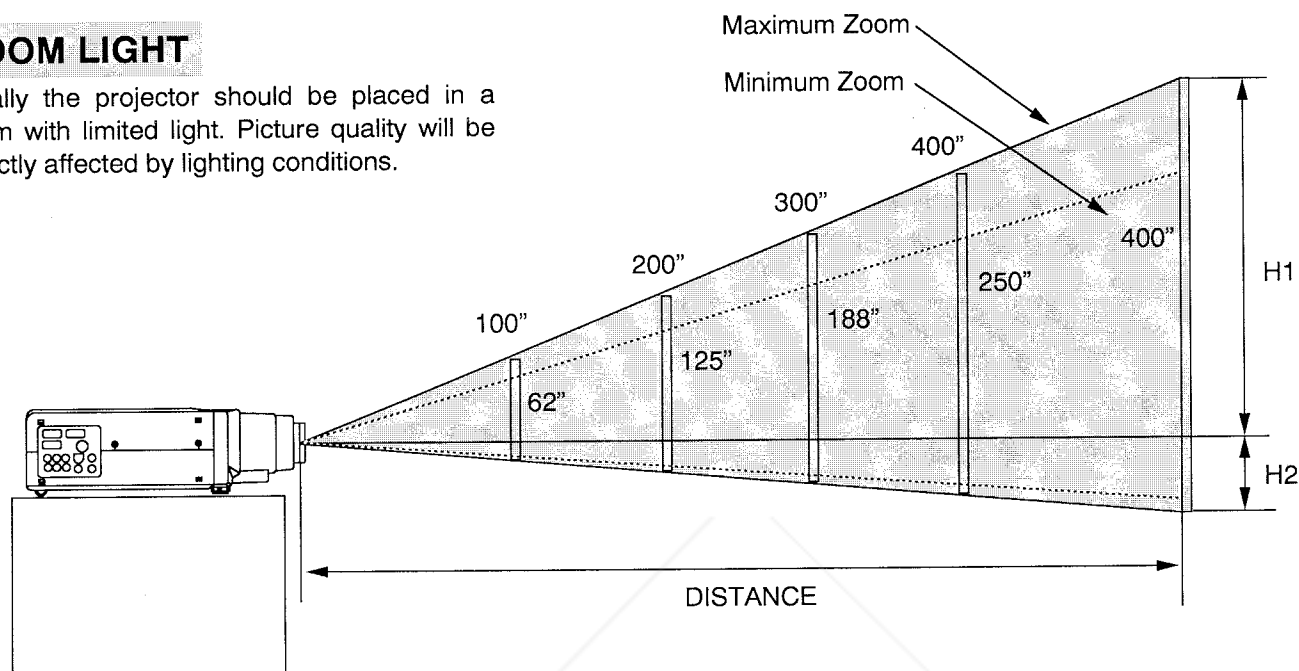 OOM LIGHT
ally the projector should be placed in a
m with limited light. Picture quality will be
ctly affected by lighting conditions.
Maximum Zoom
Minimum Zoom
400”
300”
200”
100”
400”
250”
188”
125”
62”
H1
H2
DISTANCE